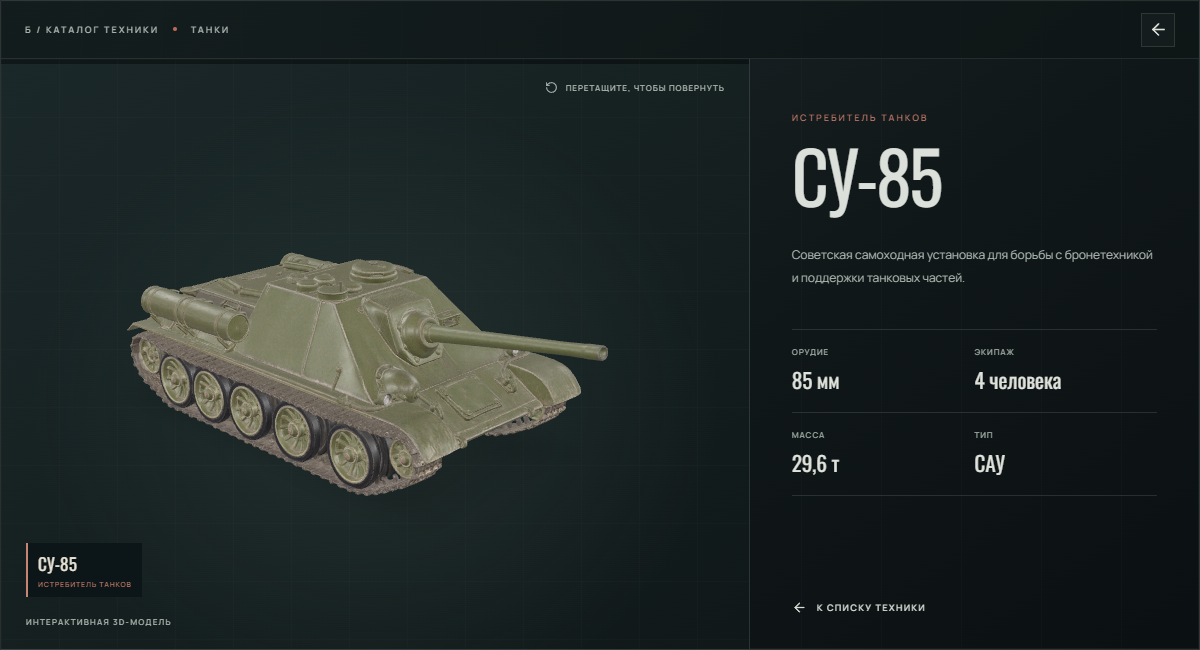 Б / КАТАЛОГ ТЕХНИКИ • ТАНКИ
ПЕРЕТАЩИТЕ, ЧТОБЫ ПОВЕРНУТЬ
ИСТРЕБИТЕЛЬ ТАНКОВ
СУ-85
Советская самоходная установка для борьбы с бронетехникой
и поддержки танковых частей.
ОРУДИЕ
85 мм
ЭКИПАЖ
4 человека
МАССА
29,6 т
ТИП
САУ
СУ-85
ИСТРЕБИТЕЛЬ ТАНКОВ
ИНТЕРАКТИВНАЯ 3D-МОДЕЛЬ
К СПИСКУ ТЕХНИКИ